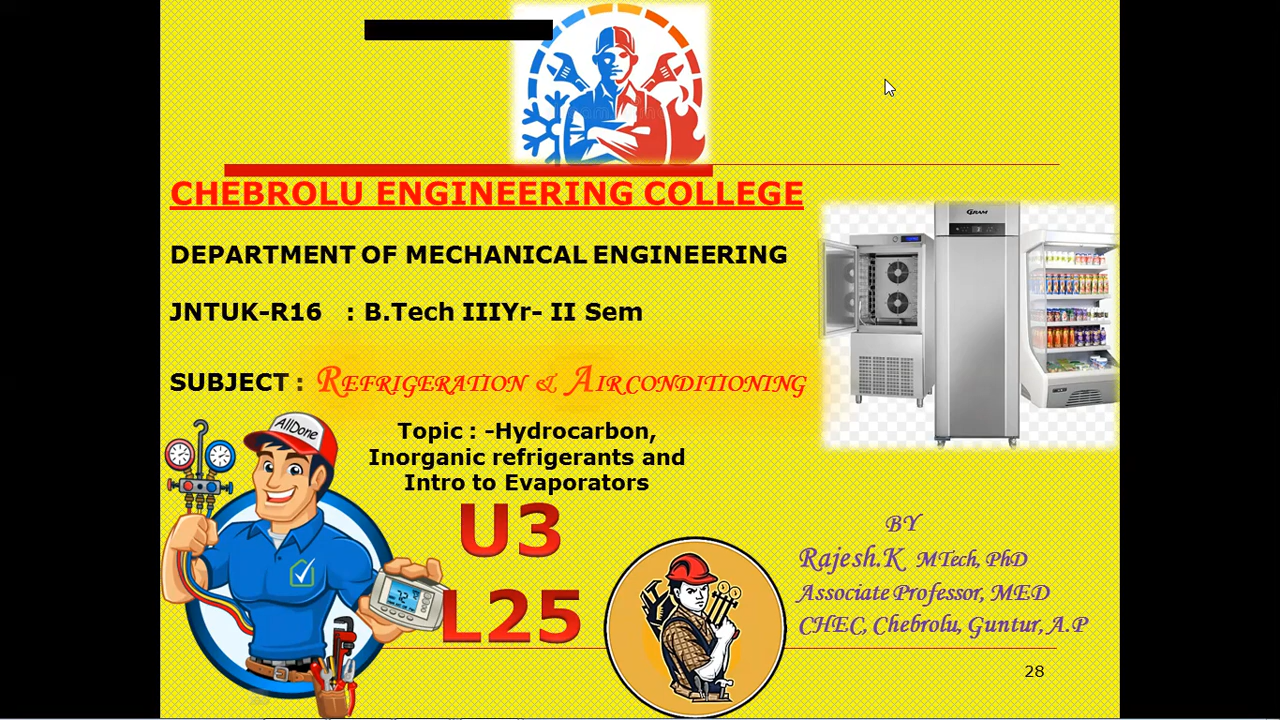 CHEBROLU ENGINEERING COLLEGE
DEPARTMENT OF MECHANICAL ENGINEERING
JNTUK-R16 : B.Tech IIIYr- II Sem
SUBJECT : REFRIGERATION & AIRCONDITIONING
GRAM
AllDone
Topic : -Hydrocarbon,
Inorganic refrigerants and
Intro to Evaporators
U3
L25
72
BY
Rajesh.K MTech, PhD
Associate Professor, MED
CHEC, Chebrolu, Guntur, A.P
28